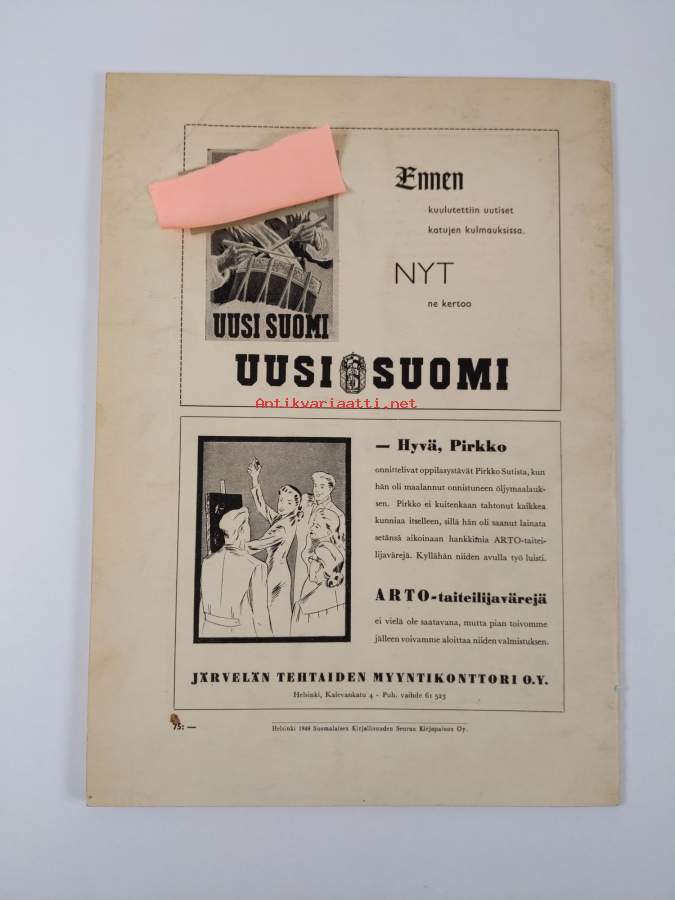 Ennen
kuulutettiin uutiset
katujen kulmauksissa.
NYT
ne kertoo
UUSI SUOMI
UUSI SUOMI
Antikvariaatti.net
— Hyvä, Pirkko
onnittelivat oppilasystävät Pirkko Sutista, kun
hän oli maalannut onnistuneen öljymaalauk-
sen. Pirkko ei kuitenkaan tahtonut kaikkea
kunniaa itselleen, sillä hän oli saanut lainata
setänsä aikoinaan hankkimia ARTO-taitei-
lijavärejä. Kyllähän niiden avulla työ luisti.
ARTO-taiteilijavärejä
ei vielä ole saatavana, mutta pian toivomme
jälleen voivamme aloittaa niiden valmistuksen.
JÄRVELÄN TEHTAIDEN MYYNTIKONTTORI O.Y.
Helsinki, Kalevankatu 4 - Puh. vaihde 61 523
75: —
Helsinki 1949 Suomalaisen Kirjallisuuden Seuran Kirjapainon Oy.